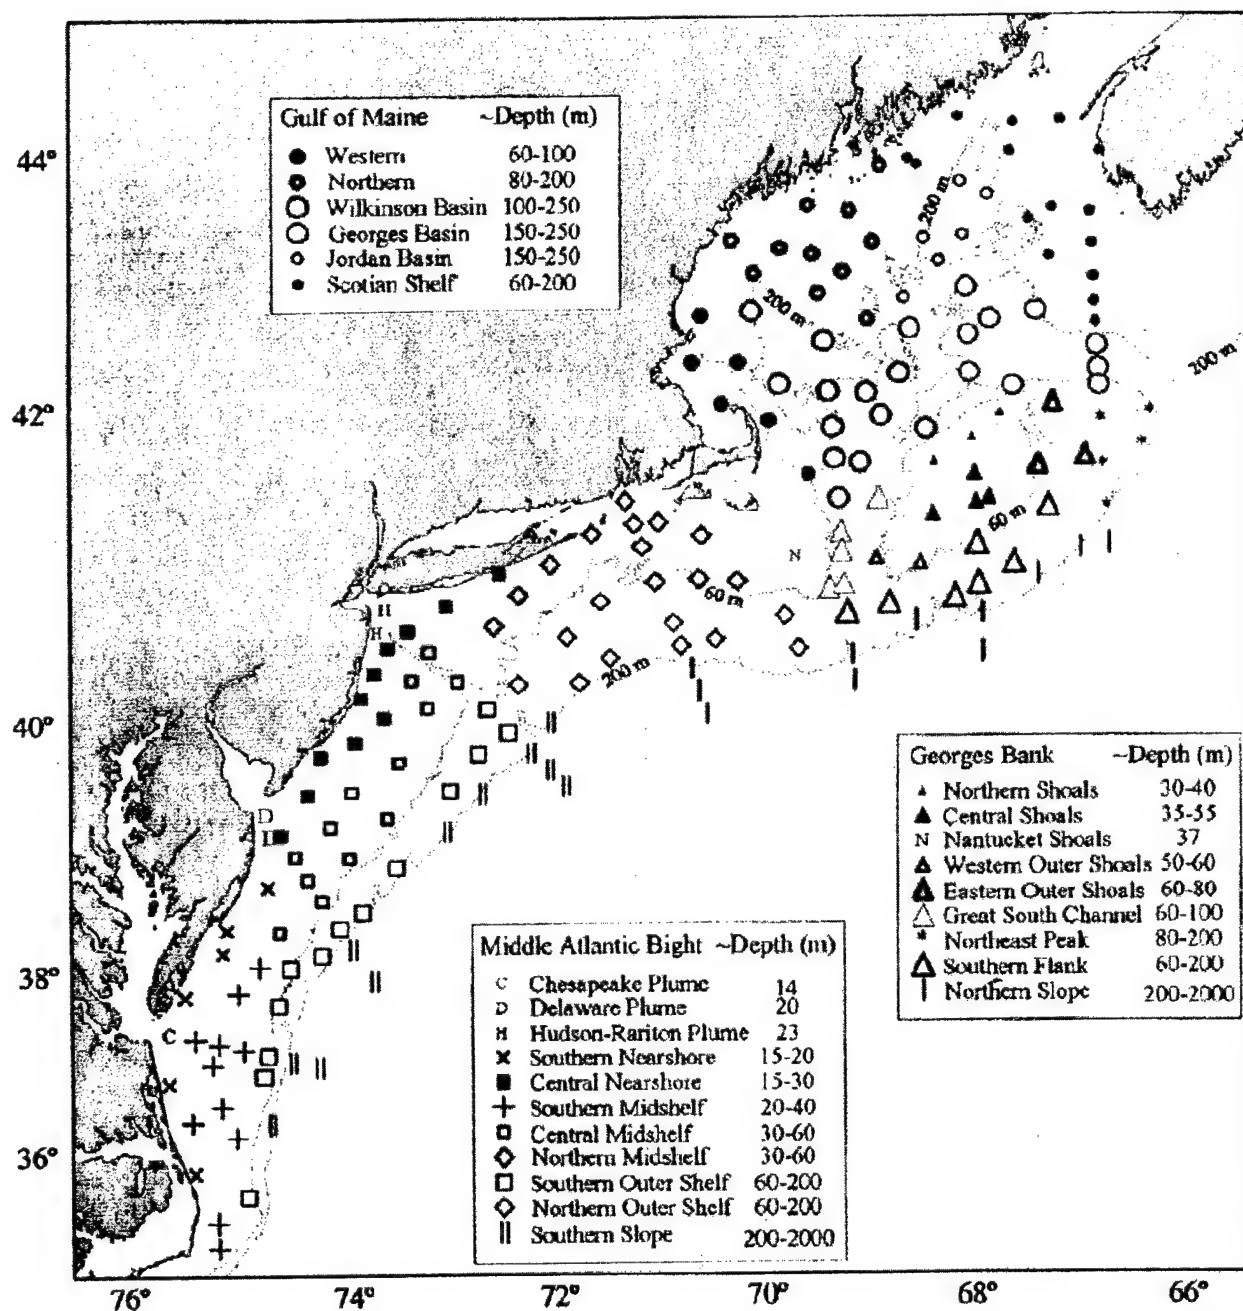 Gulf of Maine ~Depth (m)
Western 60-100
Northern 80-200
Wilkinson Basin 100-250
Georges Basin 150-250
Jordan Basin 150-250
Scotian Shelf 60-200
44°
42°
40°
38°
36°
200 m
200 m
200 m
60 m
60 m
200 m
N
H
H
D
D
C
Georges Bank ~Depth (m)
Northern Shoals 30-40
Central Shoals 35-55
N Nantucket Shoals 37
Western Outer Shoals 50-60
Eastern Outer Shoals 60-80
Great South Channel 60-100
* Northeast Peak 80-200
Southern Flank 60-200
| Northern Slope 200-2000
Middle Atlantic Bight ~Depth (m)
C Chesapeake Plume 14
D Delaware Plume 20
H Hudson-Rariton Plume 23
x Southern Nearshore 15-20
Central Nearshore 15-30
+ Southern Midshelf 20-40
Central Midshelf 30-60
Northern Midshelf 30-60
Southern Outer Shelf 60-200
Northern Outer Shelf 60-200
|| Southern Slope 200-2000
76° 74° 72° 70° 68° 66°